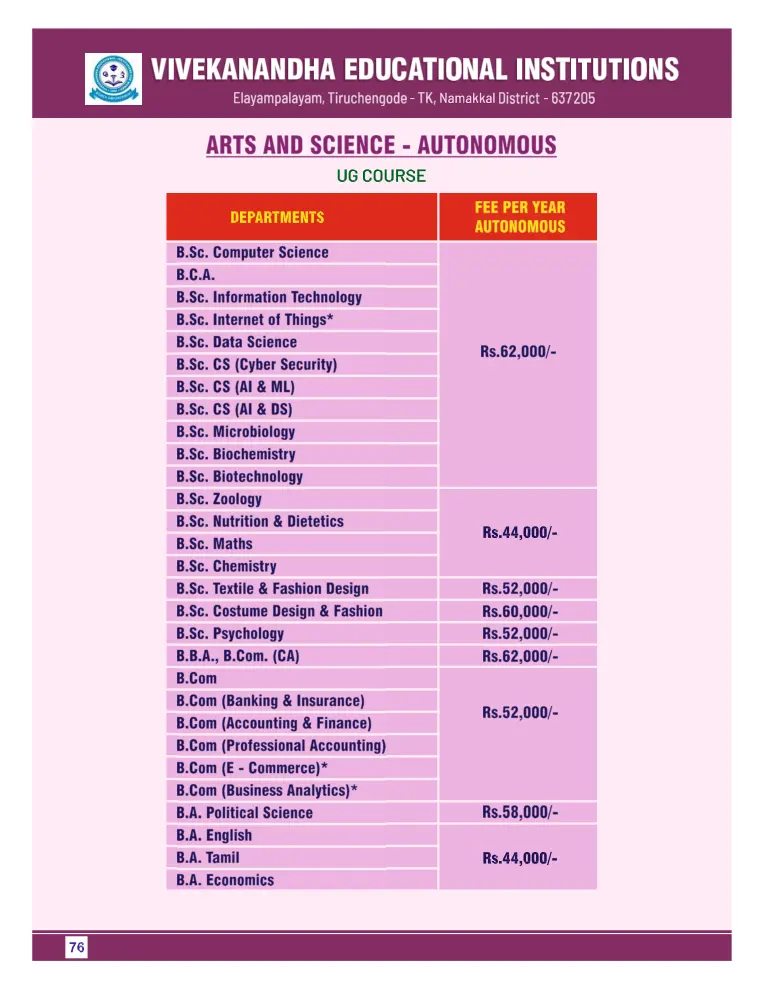 VIVEKANANDHA EDUCATIONAL INSTITUTIONS
Elayampalayam, Tiruchengode - TK, Namakkal District - 637 205
ARTS AND SCIENCE - AUTONOMOUS
UG COURSE
DEPARTMENTS
FEE PER YEAR
AUTONOMOUS
B.Sc. Computer Science
B.C.A.
B.Sc. Information Technology
B.Sc. Internet of Things*
B.Sc. Data Science
Rs.62,000/-
B.Sc. CS (Cyber Security)
B.Sc. CS (AI & ML)
B.Sc. CS (AI & DS)
B.Sc. Microbiology
B.Sc. Biochemistry
B.Sc. Biotechnology
B.Sc. Zoology
B.Sc. Nutrition & Dietetics
Rs.44,000/-
B.Sc. Maths
B.Sc. Chemistry
B.Sc. Textile & Fashion Design Rs.52,000/-
B.Sc. Costume Design & Fashion Rs.60,000/-
B.Sc. Psychology Rs.52,000/-
B.B.A., B.Com. (CA) Rs.62,000/-
B.Com
B.Com (Banking & Insurance)
Rs.52,000/-
B.Com (Accounting & Finance)
B.Com (Professional Accounting)
B.Com (E - Commerce)*
B.Com (Business Analytics)*
B.A. Political Science Rs.58,000/-
B.A. English
B.A. Tamil Rs.44,000/-
B.A. Economics
76